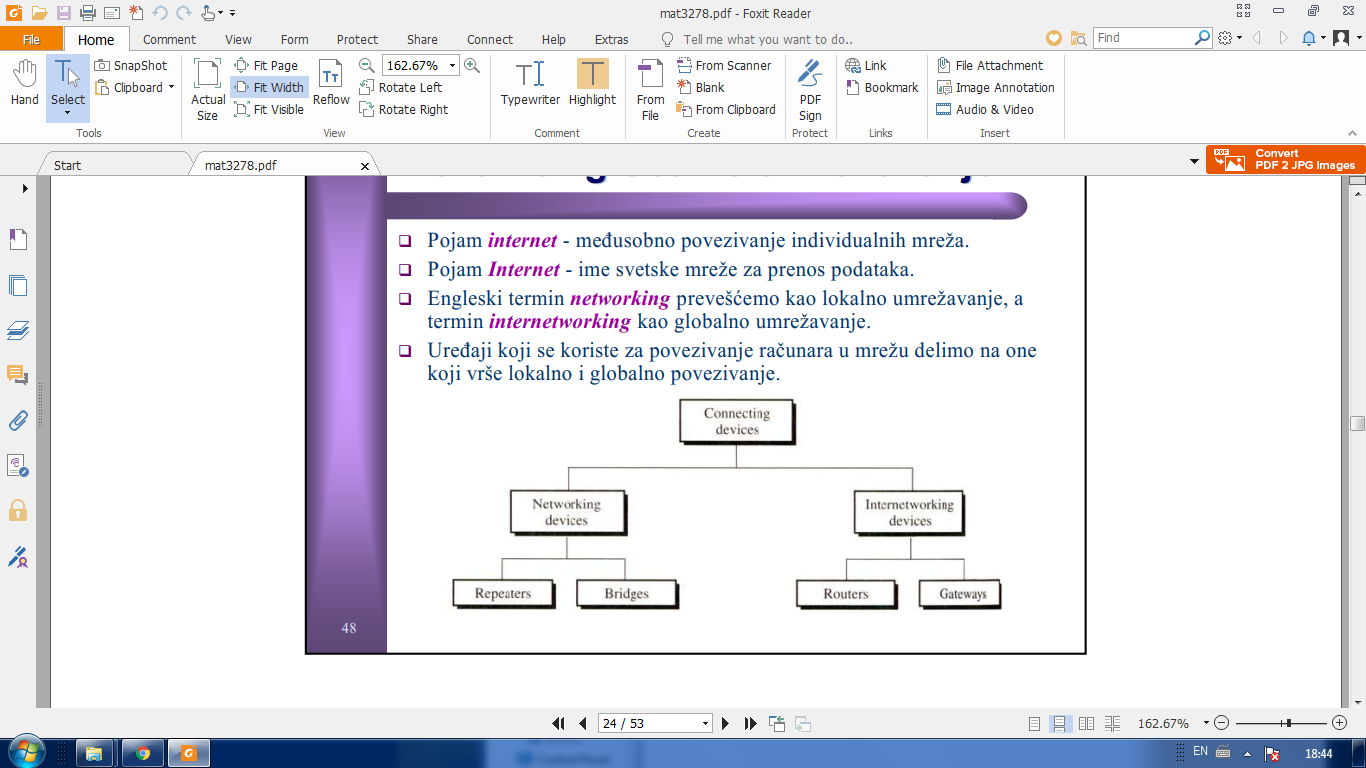 mat3278.pdf - Foxit Reader
File Home Comment View Form Protect Share Connect Help Extras Tell me what you want to do.. Find
Hand
Select
SnapShot
Clipboard
Tools
Actual
Size
Fit Page
Fit Width
Fit Visible
Reflow
162.67%
Rotate Left
Rotate Right
View
Typewriter
Highlight
Comment
From
File
From Scanner
Blank
From Clipboard
Create
PDF
Sign
Protect
Link
Bookmark
Links
File Attachment
Image Annotation
Audio & Video
Insert
Start
mat3278.pdf
Convert
PDF 2 JPG Images
Pojam internet - međusobno povezivanje individualnih mreža.
Pojam Internet - ime svetske mreže za prenos podataka.
Engleski termin networking prevešćemo kao lokalno umrežavanje, a
termin internetworking kao globalno umrežavanje.
Uređaji koji se koriste za povezivanje računara u mrežu delimo na one
koji vrše lokalno i globalno povezivanje.
Connecting
devices
Networking
devices
Internetworking
devices
Repeaters
Bridges
Routers
Gateways
48
24 / 53
162.67%
EN
18:44